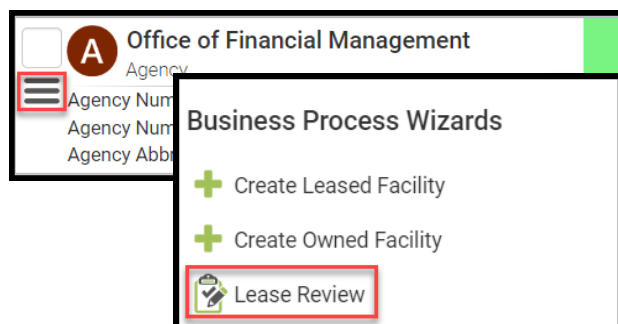 A
Office of Financial Management
Agency
Agency Num
Agency Num
Agency Abbr
Business Process Wizards
Create Leased Facility
Create Owned Facility
Lease Review